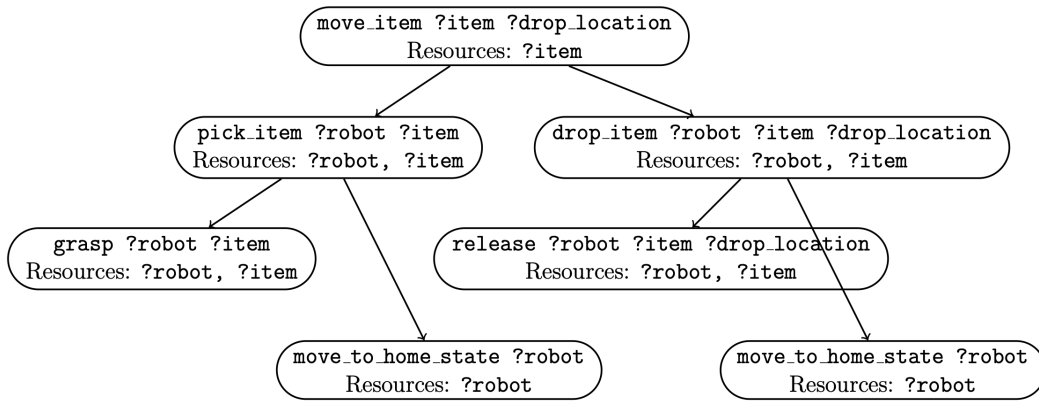 move_item ?item ?drop_location
Resources: ?item
pick_item ?robot ?item
Resources: ?robot, ?item
drop_item ?robot ?item ?drop_location
Resources: ?robot, ?item
grasp ?robot ?item
Resources: ?robot, ?item
release ?robot ?item ?drop_location
Resources: ?robot, ?item
move_to_home_state ?robot
Resources: ?robot
move_to_home_state ?robot
Resources: ?robot